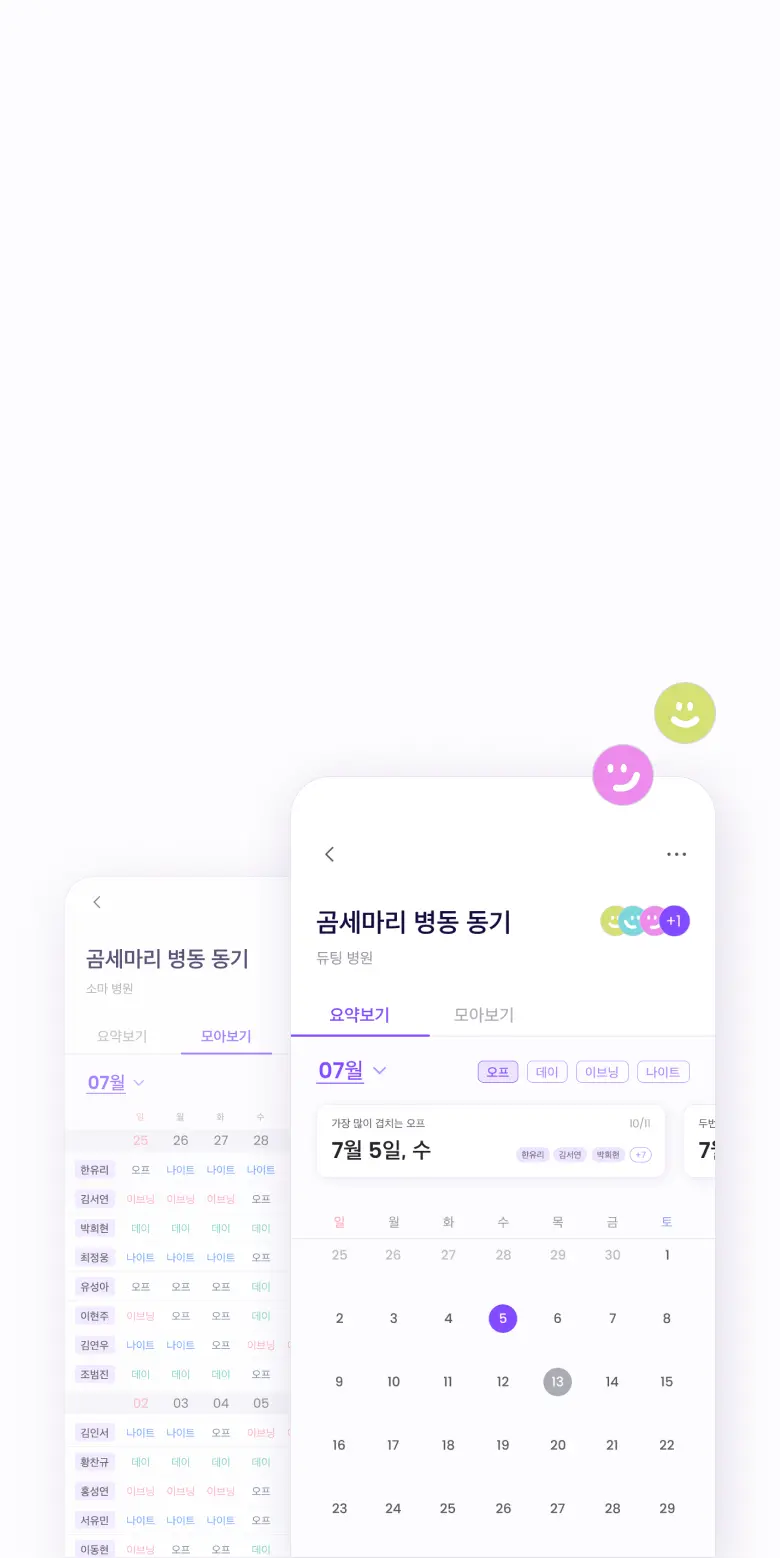 곰세마리 병동 동기
+1
듀팅 병원
요약보기 모아보기
07월 오프 데이 이브닝 나이트
가장 많이 겹치는 오프 10/11
7월 5일, 수 한유리 김서연 박희현 +7
두번
일 월 화 수 목 금 토
25 26 27 28 29 30 1
2 3 4 5 6 7 8
9 10 11 12 13 14 15
16 17 18 19 20 21 22
23 24 25 26 27 28 29
곰세마리 병동 동기
소마 병원
요약보기 모아보기
07월
일 월 화 수
25 26 27 28
한유리 오프 나이트 나이트 나이트
김서연 이브닝 이브닝 이브닝 오프
박희현 데이 데이 데이 데이
최정웅 나이트 나이트 나이트 오프
유성아 오프 오프 오프 데이
이현주 이브닝 오프 오프 데이
김연우 나이트 나이트 오프 이브닝
조범진 데이 데이 데이 오프
02 03 04 05
김인서 나이트 나이트 오프 이브닝
황찬규 데이 데이 데이 데이
홍성연 이브닝 이브닝 이브닝 오프
서유민 나이트 나이트 나이트 오프
이동현 이브닝 오프 오프 데이